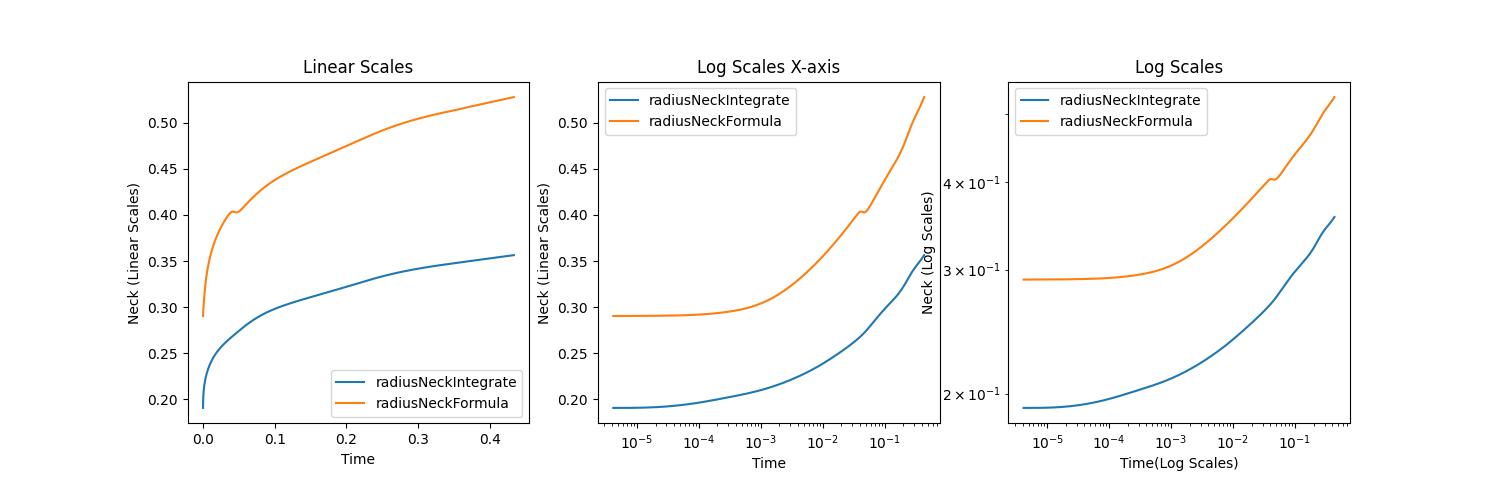 Linear Scales
Neck (Linear Scales)
0.50
0.45
0.40
0.35
0.30
0.25
0.20
radiusNeckIntegrate
radiusNeckFormula
0.0 0.1 0.2 0.3 0.4
Time
Log Scales X-axis
Neck (Linear Scales)
radiusNeckIntegrate
radiusNeckFormula
0.50
0.45
0.40
0.35
0.30
0.25
0.20
10⁻⁵ 10⁻⁴ 10⁻³ 10⁻² 10⁻¹
Time
Log Scales
Neck (Log Scales)
radiusNeckIntegrate
radiusNeckFormula
4 × 10⁻¹
3 × 10⁻¹
2 × 10⁻¹
10⁻⁵ 10⁻⁴ 10⁻³ 10⁻² 10⁻¹
Time(Log Scales)